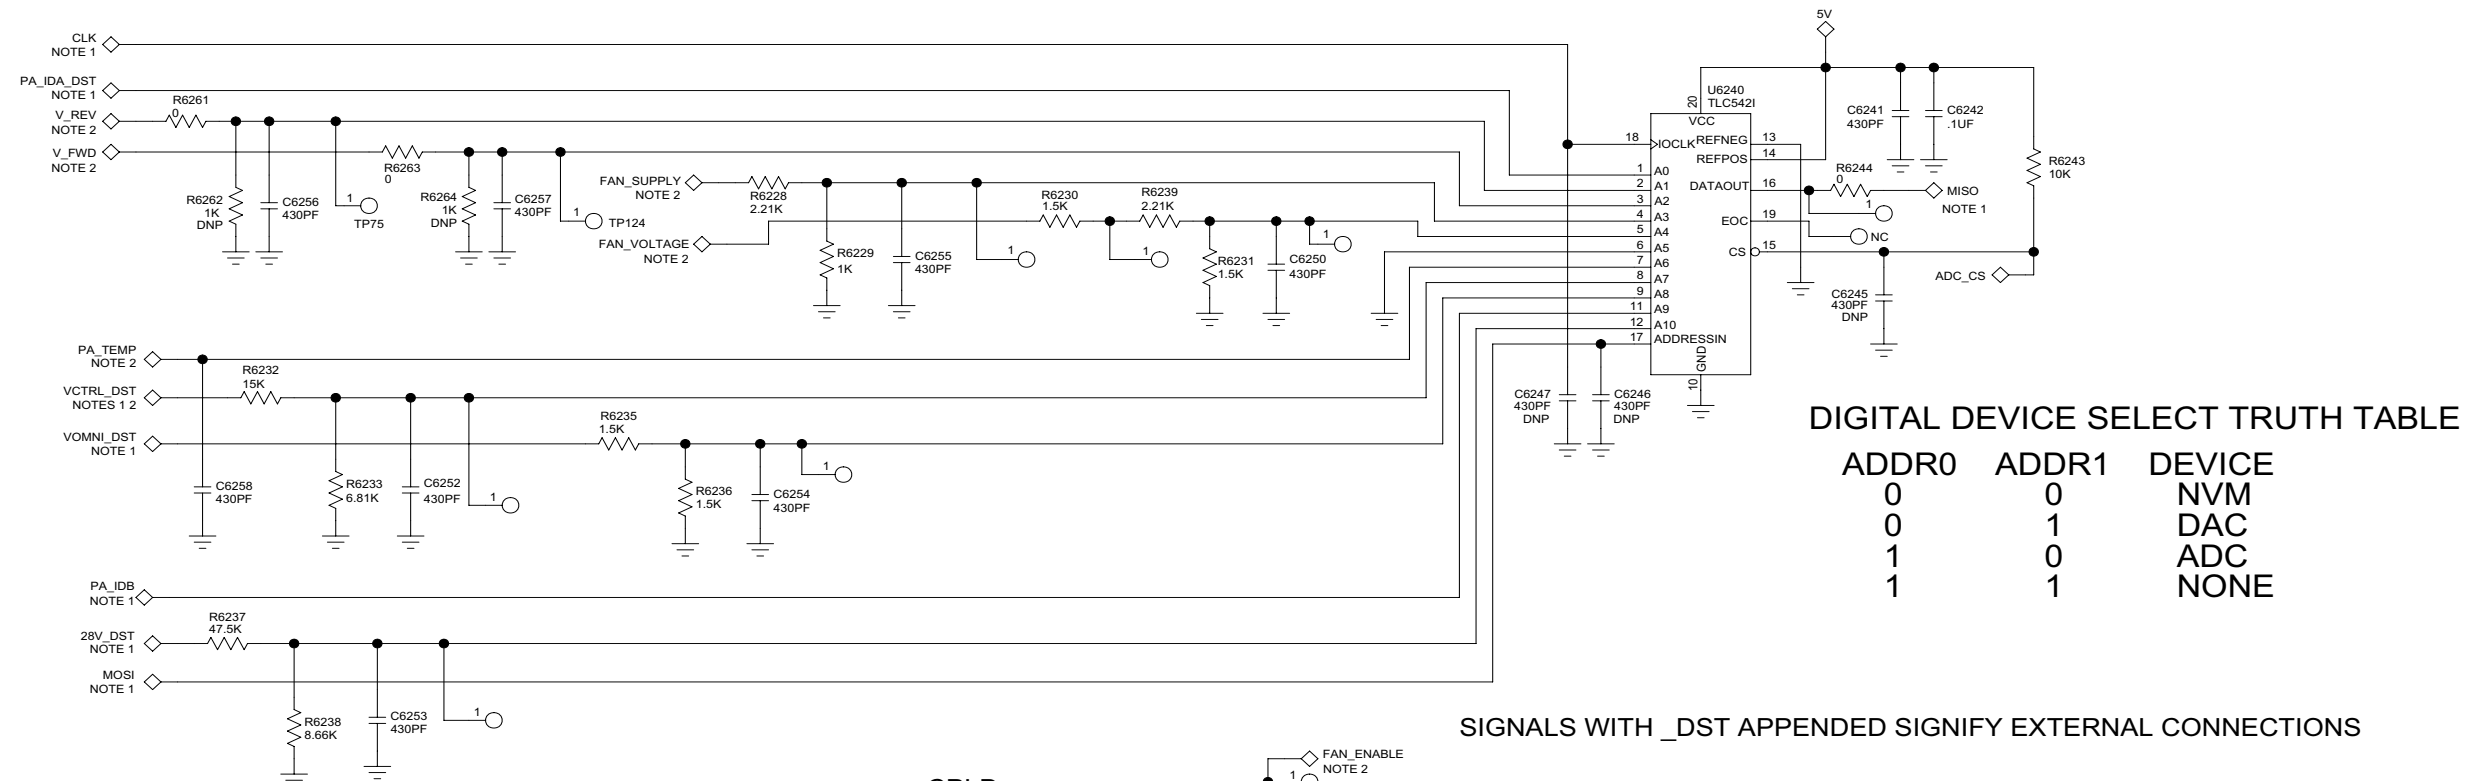 5V
CLK
NOTE 1
PA_IDA_DST
NOTE 1
R6261
0
V_REV
NOTE 2
V_FWD
NOTE 2
R6263
0
R6262
1K
DNP
C6256
430PF
1
TP75
R6264
1K
DNP
C6257
430PF
1
TP124
FAN_SUPPLY
NOTE 2
R6228
2.21K
FAN_VOLTAGE
NOTE 2
R6229
1K
C6255
430PF
1
R6230
1.5K
R6239
2.21K
1
R6231
1.5K
C6250
430PF
1
U6240
TLC542I
20
VCC
18
IOCLK
REFNEG
13
REFPOS
14
1
A0
2
A1
DATAOUT
16
3
A2
4
A3
EOC
19
5
A4
6
A5
CS
15
7
A6
8
A7
9
A8
11
A9
12
A10
17
ADDRESSIN
GND
10
C6241
430PF
C6242
.1UF
R6243
10K
R6244
0
MISO
NOTE 1
1
NC
ADC_CS
C6245
430PF
DNP
C6247
430PF
DNP
C6246
430PF
DNP
PA_TEMP
NOTE 2
R6232
15K
VCTRL_DST
NOTES 1 2
R6235
1.5K
VOMNI_DST
NOTE 1
C6258
430PF
R6233
6.81K
C6252
430PF
1
R6236
1.5K
C6254
430PF
1
PA_IDB
NOTE 1
R6237
47.5K
28V_DST
NOTE 1
MOSI
NOTE 1
R6238
8.66K
C6253
430PF
1
DIGITAL DEVICE SELECT TRUTH TABLE
ADDR0 ADDR1 DEVICE
0 0 NVM
0 1 DAC
1 0 ADC
1 1 NONE
SIGNALS WITH _DST APPENDED SIGNIFY EXTERNAL CONNECTIONS
FAN_ENABLE
NOTE 2
1